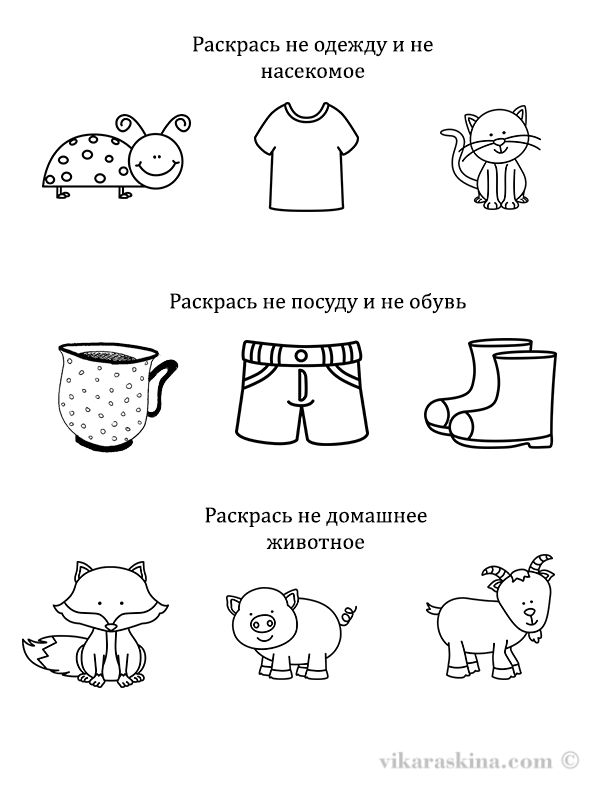 Раскрась не одежду и не
насекомое
Раскрась не посуду и не обувь
Раскрась не домашнее
животное
vikaraskina.com ©